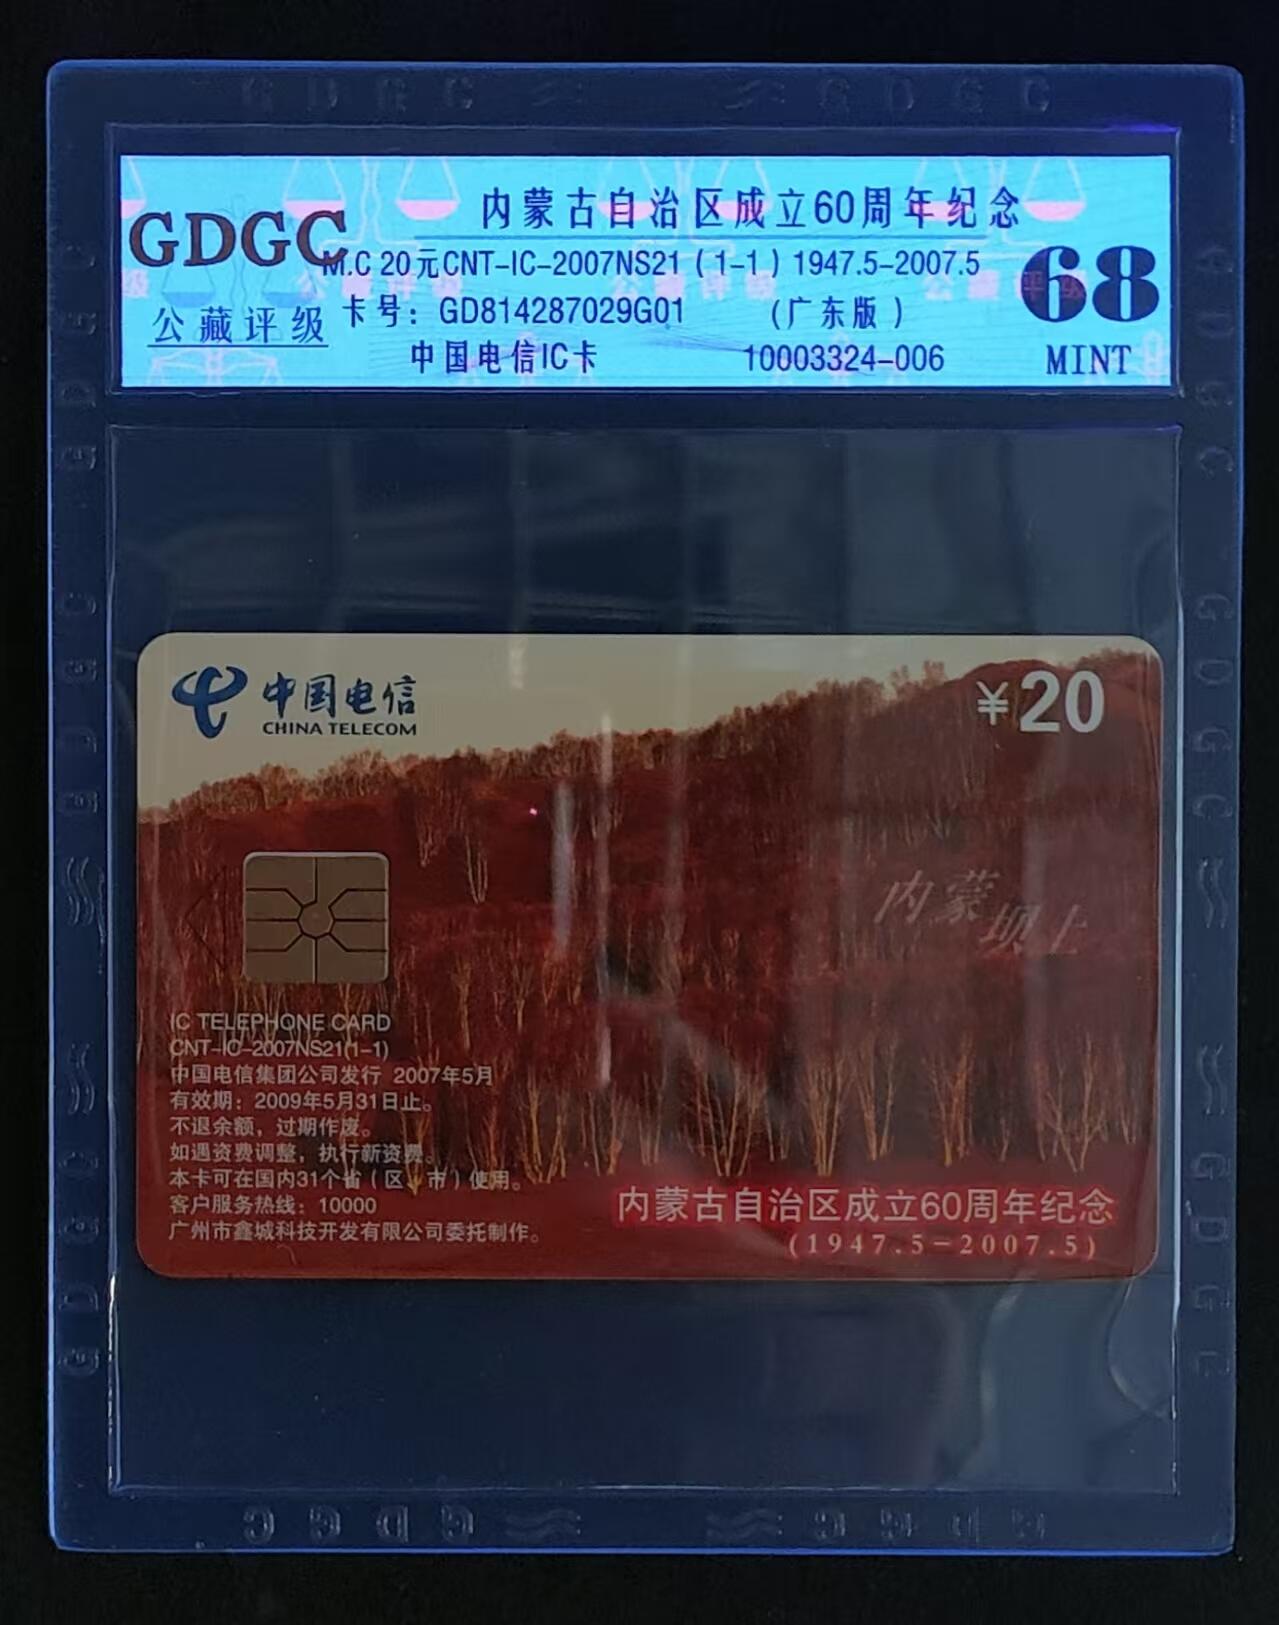 GDGC GDGC
内蒙古自治区成立60周年纪念
GDGC
M.C 20元CNT-IC-2007NS21 (1-1) 1947.5-2007.5
68
公藏评级
卡号：GD814287029G01 (广东版)
中国电信IC卡 10003324-006
MINT
中国电信
CHINA TELECOM
¥20
内蒙坝上
IC TELEPHONE CARD
CNT-IC-2007NS21(1-1)
中国电信集团公司发行 2007年5月
有效期：2009年5月31日止。
不退余额，过期作废。
如遇资费调整，执行新资费。
本卡可在国内31个省（区、市）使用。
客户服务热线：10000
广州市鑫城科技开发有限公司委托制作。
内蒙古自治区成立60周年纪念
(1947.5-2007.5)